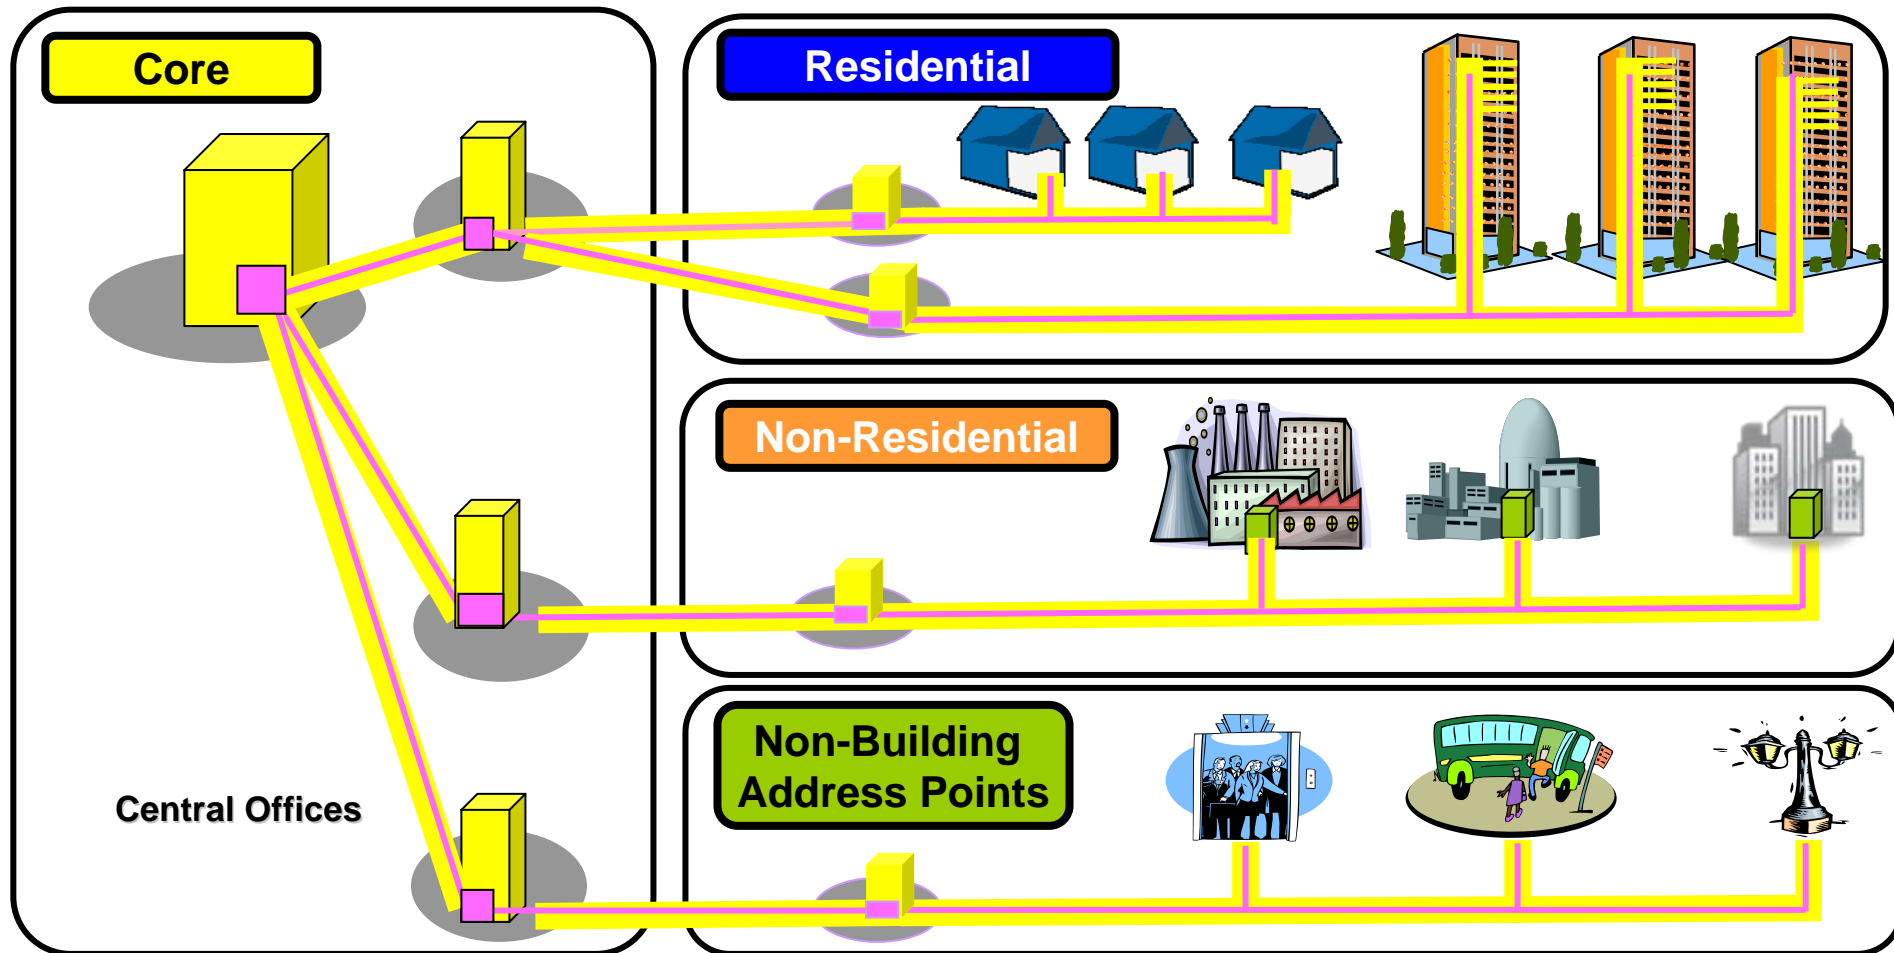 Core
Residential
Non-Residential
Non-Building
Address Points
Central Offices